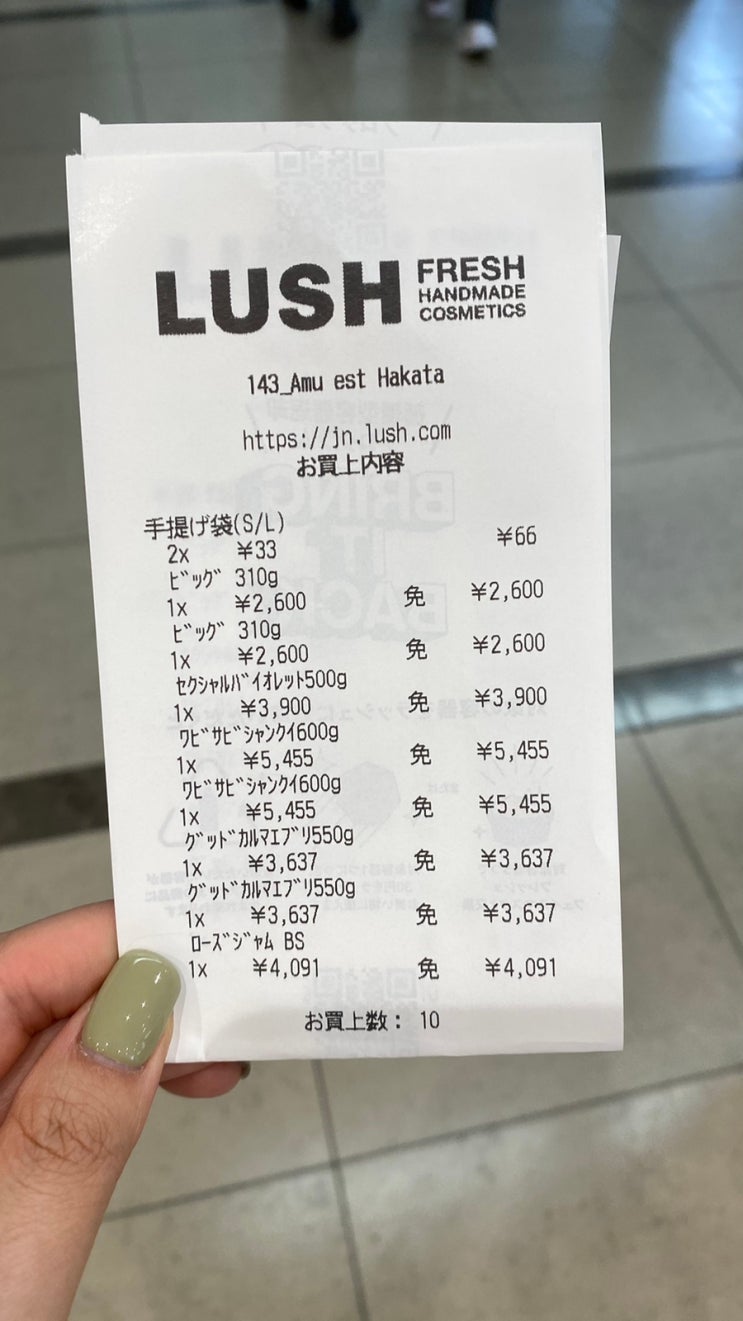 LUSH FRESH
HANDMADE
COSMETICS
143_Amu est Hakata
https://jn.lush.com
お買上内容
手提げ袋(S/L)
2x ¥33 ¥66
ﾋﾞｯｸﾞ 310g
1x ¥2,600 免 ¥2,600
ﾋﾞｯｸﾞ 310g
1x ¥2,600 免 ¥2,600
ｾｸｼｬﾙﾊﾞｲｵﾚｯﾄ500g
1x ¥3,900 免 ¥3,900
ﾜﾋﾞｻﾋﾞｼｬﾝｸｲ600g
1x ¥5,455 免 ¥5,455
ﾜﾋﾞｻﾋﾞｼｬﾝｸｲ600g
1x ¥5,455 免 ¥5,455
ｸﾞｯﾄﾞｶﾙﾏｴﾌﾞﾘ550g
1x ¥3,637 免 ¥3,637
ｸﾞｯﾄﾞｶﾙﾏｴﾌﾞﾘ550g
1x ¥3,637 免 ¥3,637
ﾛｰｽﾞｼﾞｬﾑ BS
1x ¥4,091 免 ¥4,091
お買上数： 10